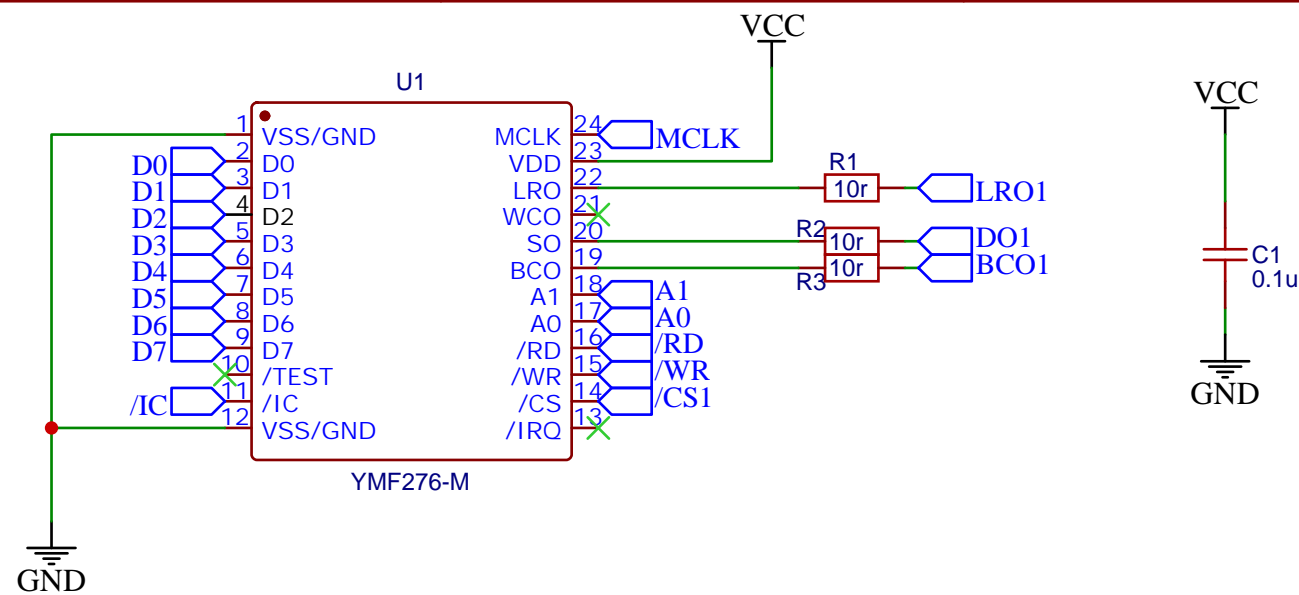 VCC
U1
VCC
1 VSS/GND MCLK 24 MCLK
D0 2 D0 VDD 23
D1 3 D1 LRO 22 R1 10r LRO1
D2 4 D2 WCO 21
D3 5 D3 SO 20 R2 10r DO1
D4 6 D4 BCO 19 R3 10r BCO1
D5 7 D5 A1 18 A1
D6 8 D6 A0 17 A0
D7 9 D7 /RD 16 /RD
10 /TEST /WR 15 /WR
/IC 11 /IC /CS 14 /CS1
12 VSS/GND /IRQ 13
YMF276-M
GND
C1
0.1u
GND